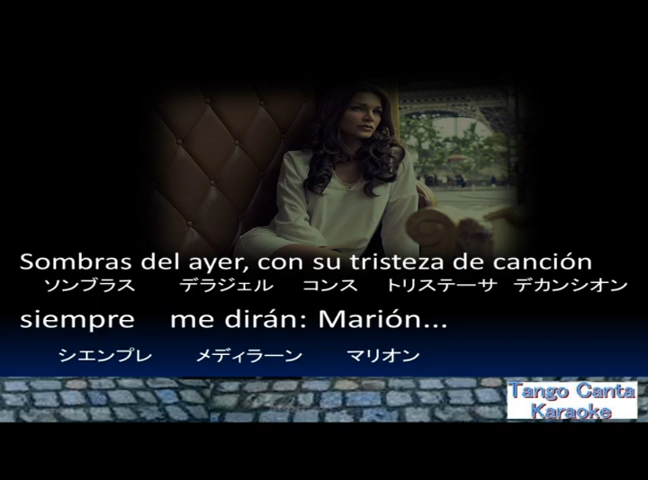 Sombras del ayer, con su tristeza de canción
ソンブラス デラジェル コンス トリステーサ デカンシオン
siempre me dirán: Marión...
シエンプレ メディラーン マリオン
Tango Canta
Karaoke